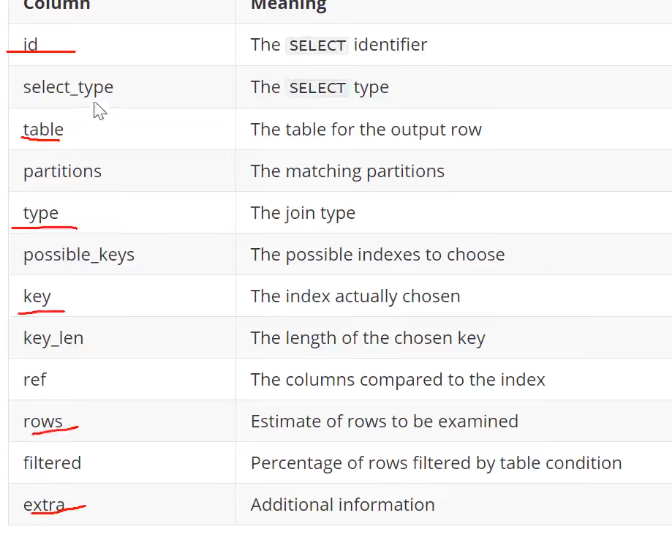 Column Meaning
id The SELECT identifier
select_type The SELECT type
table The table for the output row
partitions The matching partitions
type The join type
possible_keys The possible indexes to choose
key The index actually chosen
key_len The length of the chosen key
ref The columns compared to the index
rows Estimate of rows to be examined
filtered Percentage of rows filtered by table condition
extra Additional information